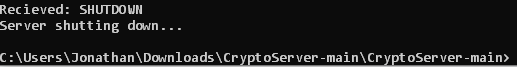 Recieved: SHUTDOWN
Server shutting down...
C:\Users\Jonathan\Downloads\CryptoServer-main\CryptoServer-main>